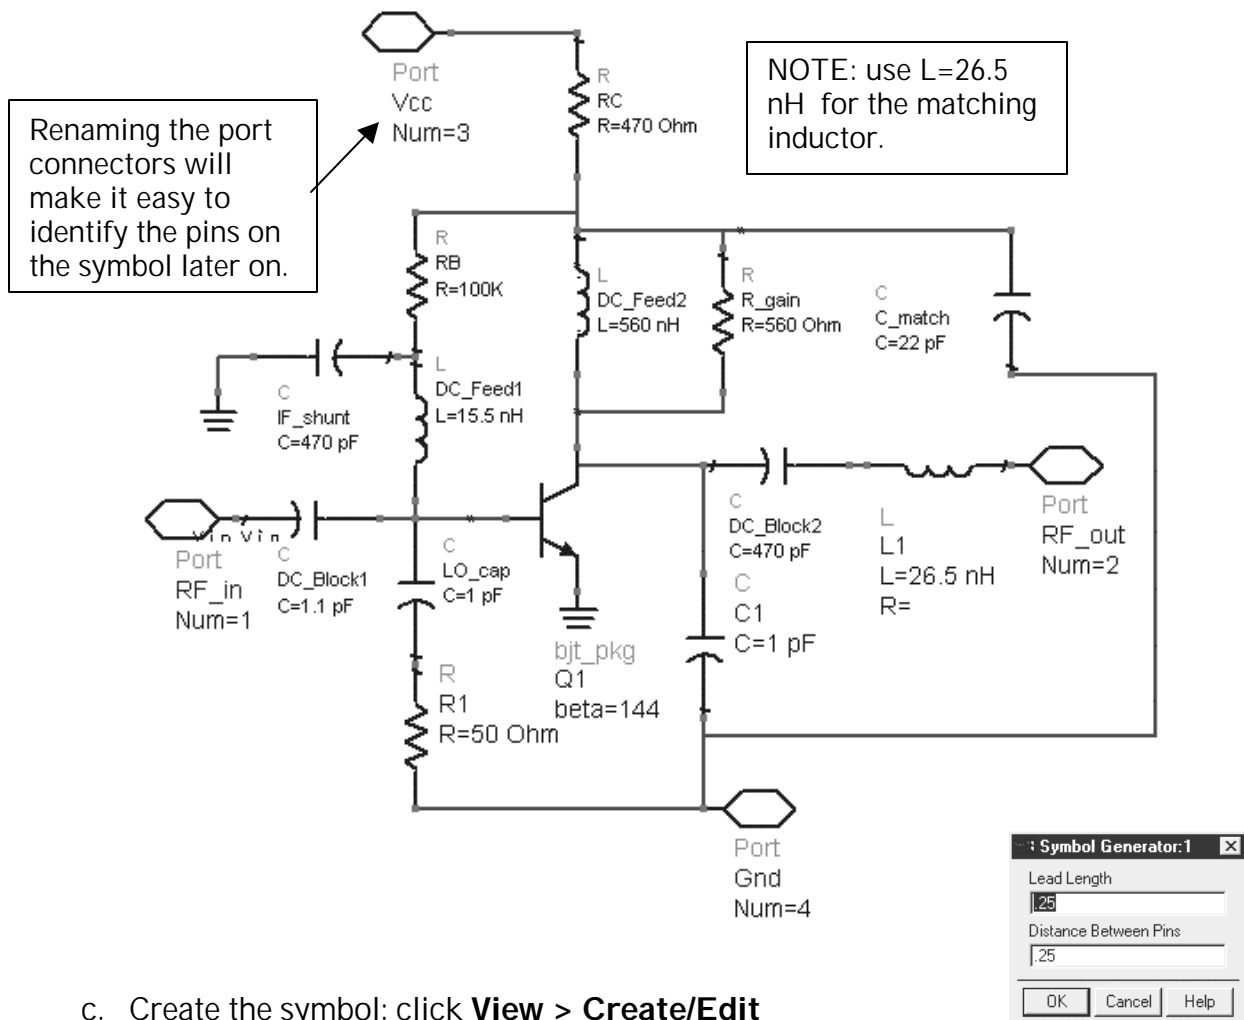 Port
Vcc
Num=3
R
RC
R=470 Ohm
NOTE: use L=26.5
nH for the matching
inductor.
Renaming the port
connectors will
make it easy to
identify the pins on
the symbol later on.
R
RB
R=100K
L
DC_Feed2
L=560 nH
R
R_gain
R=560 Ohm
C
C_match
C=22 pF
C
IF_shunt
C=470 pF
L
DC_Feed1
L=15.5 nH
Vin Vin
Port
RF_in
Num=1
C
DC_Block1
C=1.1 pF
C
LO_cap
C=1 pF
C
DC_Block2
C=470 pF
L
L1
L=26.5 nH
R=
Port
RF_out
Num=2
C
C1
C=1 pF
bjt_pkg
Q1
beta=144
R
R1
R=50 Ohm
Port
Gnd
Num=4
Symbol Generator:1
Lead Length
.25
Distance Between Pins
.25
OK
Cancel
Help
c. Create the symbol: click View > Create/Edit